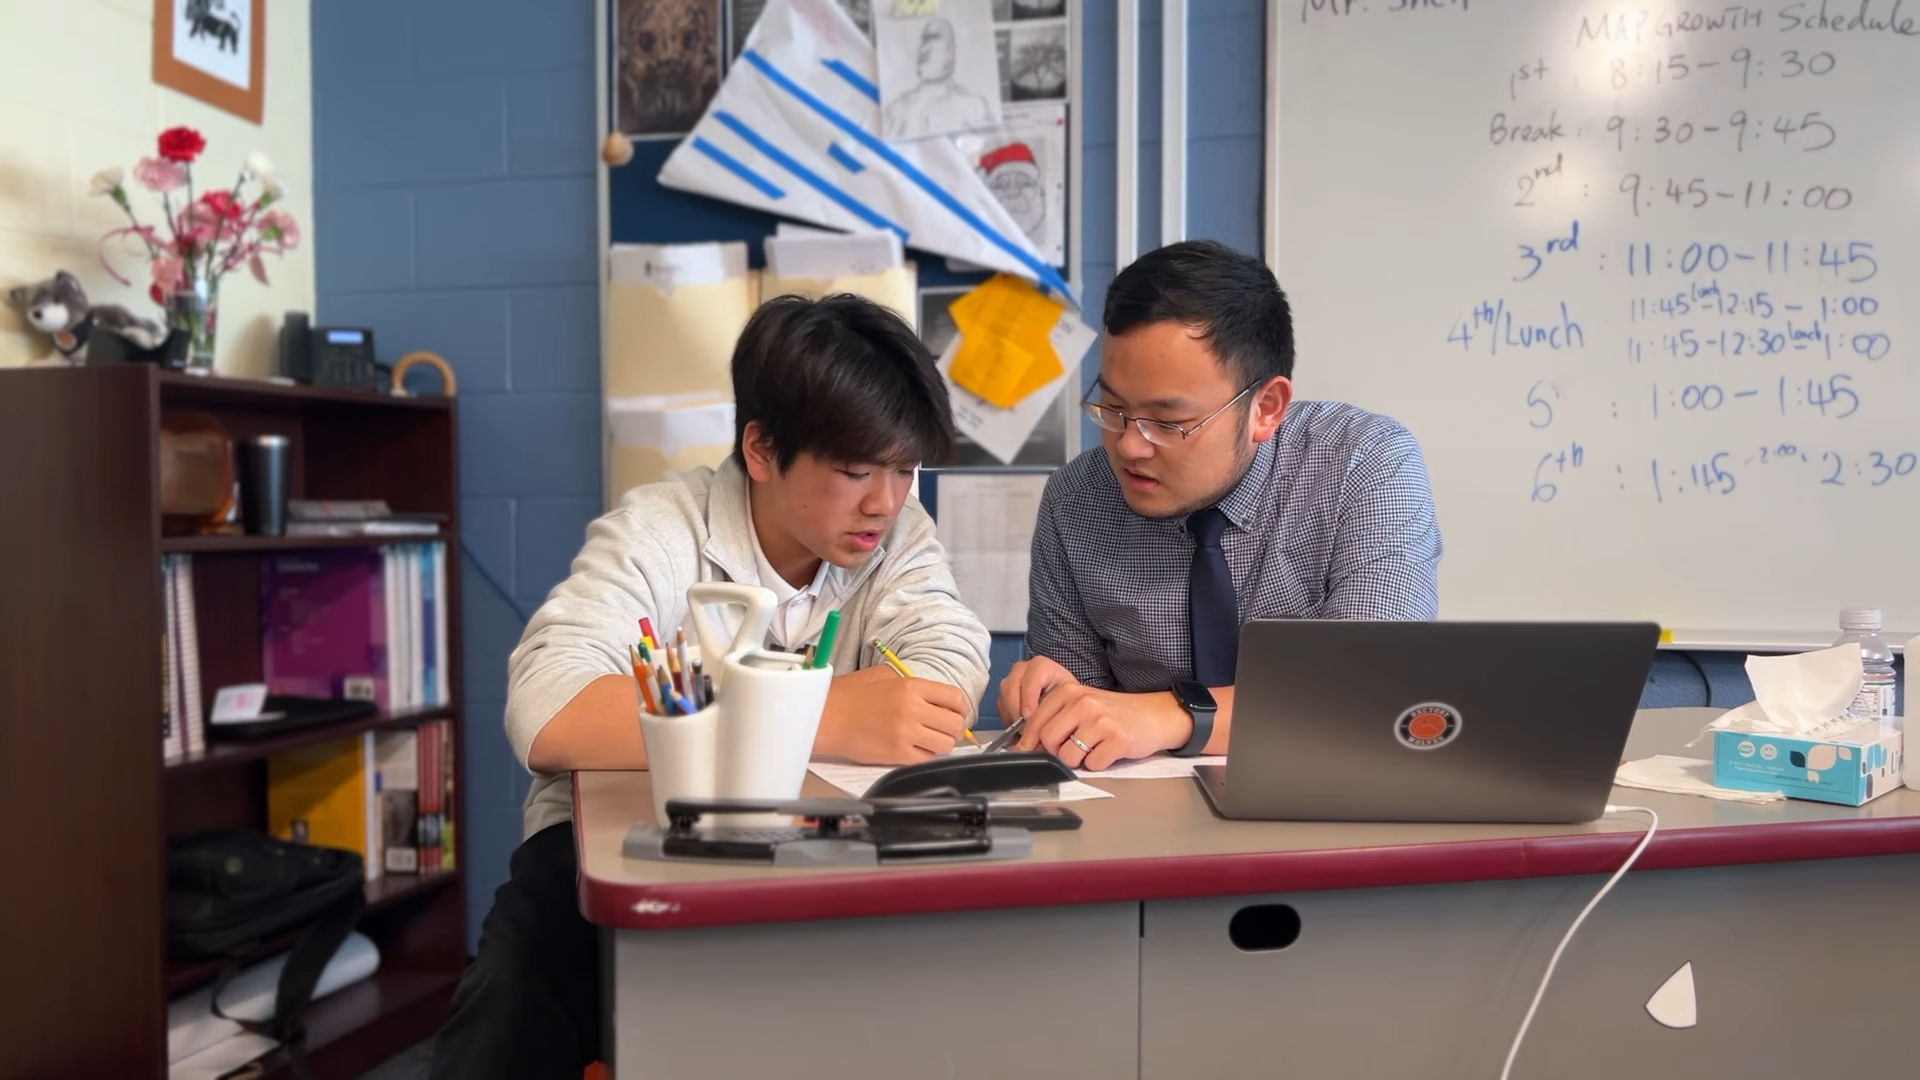 MAP GROWTH Schedule
1st : 8:15-9:30
Break: 9:30-9:45
2nd : 9:45-11:00
3rd : 11:00-11:45
4th/Lunch 11:45 lunch 12:15 - 1:00
11:45-12:30 lunch 1:00
5th : 1:00-1:45
6th : 1:45 -2:00- 2:30